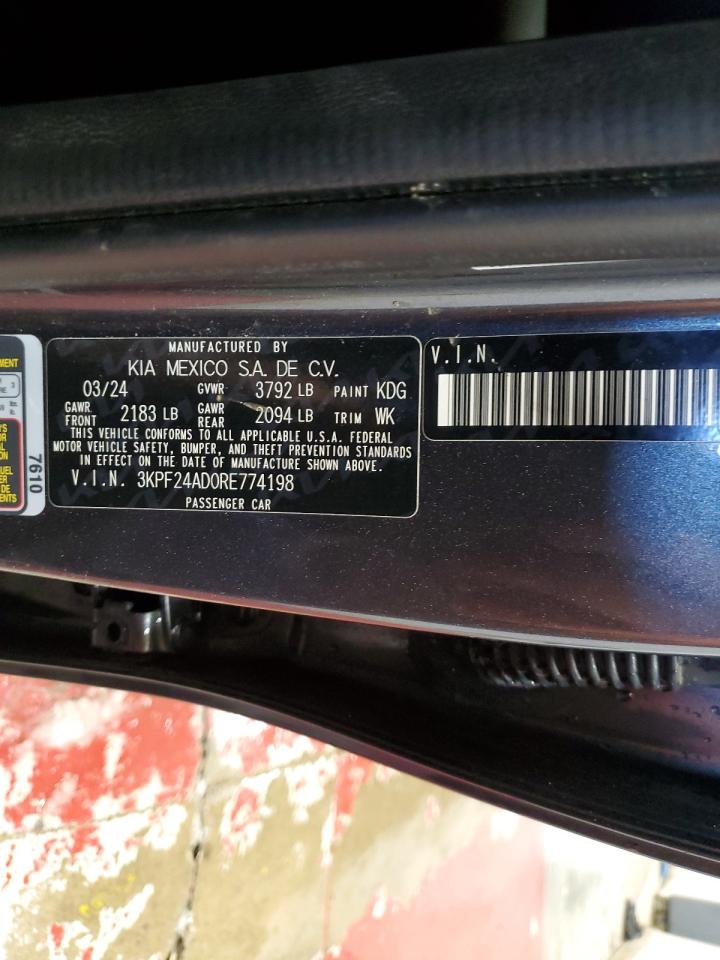 MANUFACTURED BY
KIA MEXICO S.A. DE C.V.
03/24 GVWR 3792 LB PAINT KDG
GAWR FRONT 2183 LB GAWR REAR 2094 LB TRIM WK
THIS VEHICLE CONFORMS TO ALL APPLICABLE U.S.A. FEDERAL
MOTOR VEHICLE SAFETY, BUMPER, AND THEFT PREVENTION STANDARDS
IN EFFECT ON THE DATE OF MANUFACTURE SHOWN ABOVE.
V.I.N. 3KPF24AD0RE774198
PASSENGER CAR
V.I.N.
7610